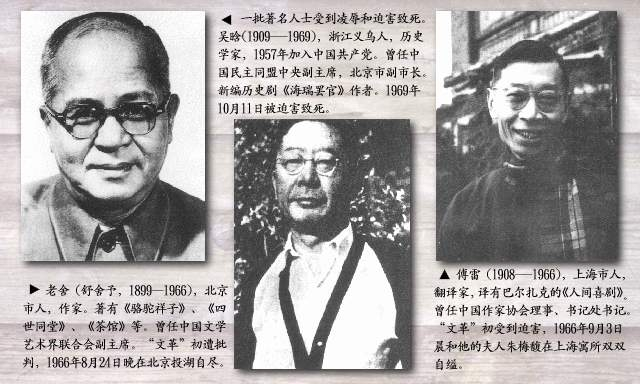 ◀ 一批著名人士受到凌辱和迫害致死。
吴晗(1909—1969),浙江义乌人,历史
学家,1957年加入中国共产党。曾任中
国民主同盟中央副主席,北京市副市长。
新编历史剧《海瑞罢官》作者。1969年
10月11日被迫害致死。
▶ 老舍(舒舍予,1899—1966),北京
市人,作家。著有《骆驼祥子》、《四
世同堂》、《茶馆》等。曾任中国文学
艺术界联合会副主席。“文革”初遭批
判,1966年8月24日晚在北京投湖自尽。
▲ 傅雷(1908—1966),上海市人,
翻译家,译有巴尔扎克的《人间喜剧》。
曾任中国作家协会理事、书记处书记。
“文革”初受到迫害,1966年9月3日
晨和他的夫人朱梅馥在上海寓所双双
自缢。